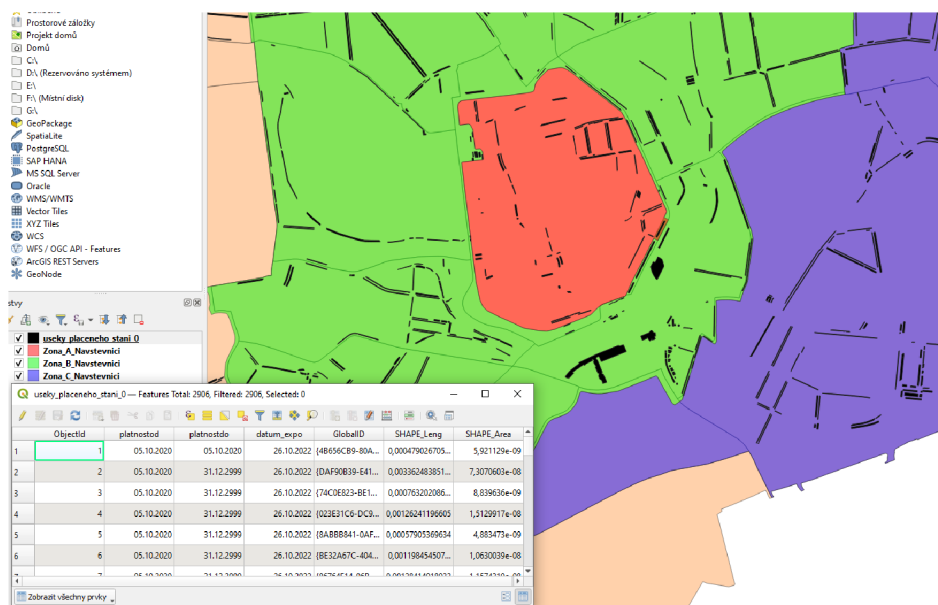 Prostorové záložky
Projekt domů
Domů
C:\
D:\ (Rezervováno systémem)
E:\
F:\ (Místní disk)
G:\
GeoPackage
SpatiaLite
PostgreSQL
SAP HANA
MS SQL Server
Oracle
WMS/WMTS
Vector Tiles
XYZ Tiles
WCS
WFS / OGC API - Features
ArcGIS REST Servers
GeoNode
stvy
useky_placeneho_stani_0
Zona_A_Navstevnici
Zona_B_Navstevnici
Zona_C_Navstevnici
useky_placeneho_stani_0 — Features Total: 2906, Filtered: 2906, Selected: 0
ObjectId platnostod platnostdo datum_expo GlobalID SHAPE_Leng SHAPE_Area
1 1 05.10.2020 05.10.2020 26.10.2022 {4B656CB9-80A... 0,000479026705... 5,921129e-09
2 2 05.10.2020 31.12.2999 26.10.2022 {DAF90B39-E41... 0,003362483851... 7,3070603e-08
3 3 05.10.2020 31.12.2999 26.10.2022 {74C0E823-BE1... 0,000763202086... 8,839636e-09
4 4 05.10.2020 31.12.2999 26.10.2022 {023E31C6-DC9... 0,00126241196605 1,5129917e-08
5 5 05.10.2020 31.12.2999 26.10.2022 {8ABBB841-0AF... 0,00057905369634 4,883473e-09
6 6 05.10.2020 31.12.2999 26.10.2022 {BE32A67C-404... 0,001198454507... 1,0630039e-08
Zobrazit všechny prvky